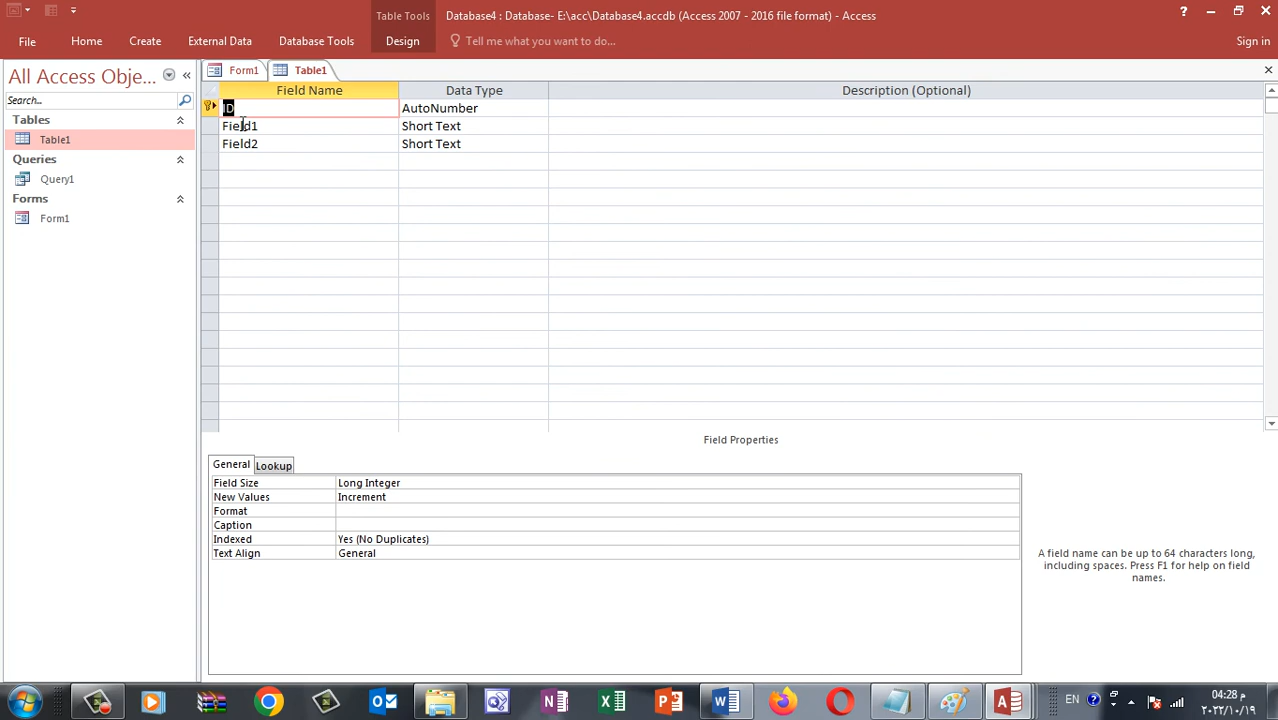 Table Tools
Database4 : Database- E:\acc\Database4.accdb (Access 2007 - 2016 file format) - Access
?
File
Home
Create
External Data
Database Tools
Design
Tell me what you want to do...
Sign in
All Access Obje...
Search...
Tables
Table1
Queries
Query1
Forms
Form1
Form1
Table1
Field Name
Data Type
Description (Optional)
ID
AutoNumber
Field1
Short Text
Field2
Short Text
Field Properties
General
Lookup
Field Size
Long Integer
New Values
Increment
Format
Caption
Indexed
Yes (No Duplicates)
Text Align
General
A field name can be up to 64 characters long,
including spaces. Press F1 for help on field
names.
EN
م 04:28
٢٠٢٢/١٠/١٩